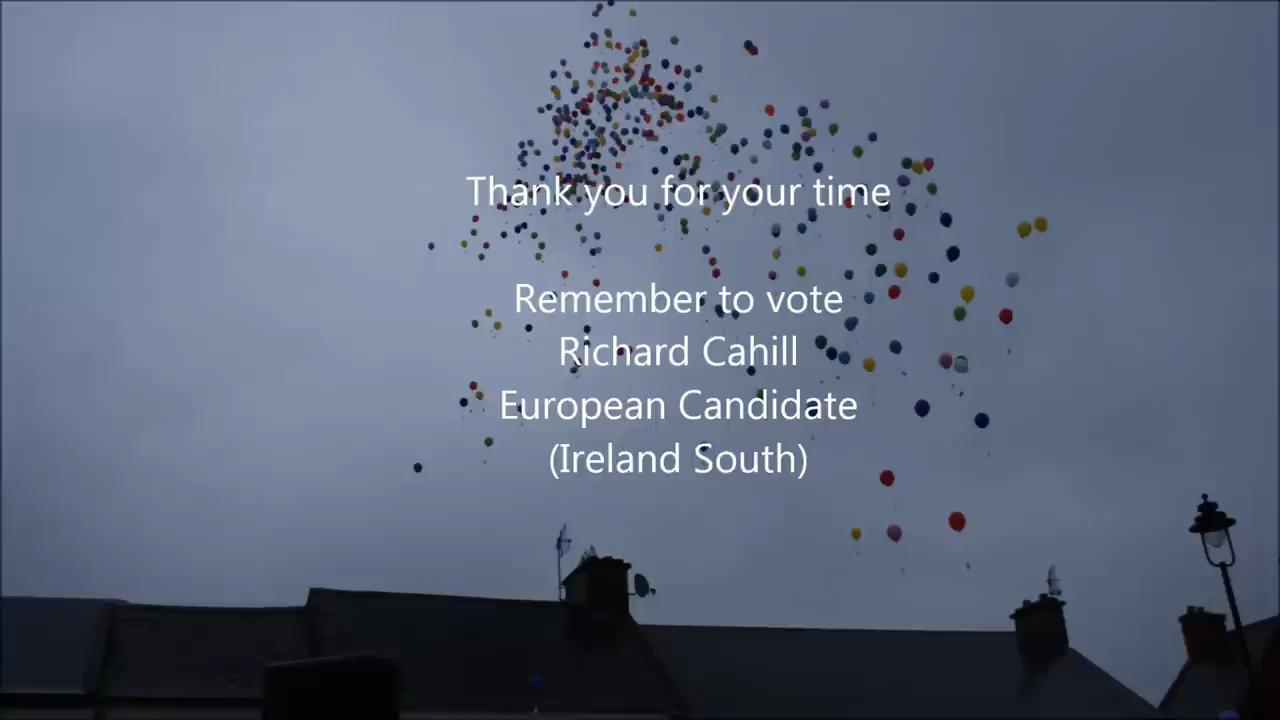 Thank you for your time
Remember to vote
Richard Cahill
European Candidate
(Ireland South)